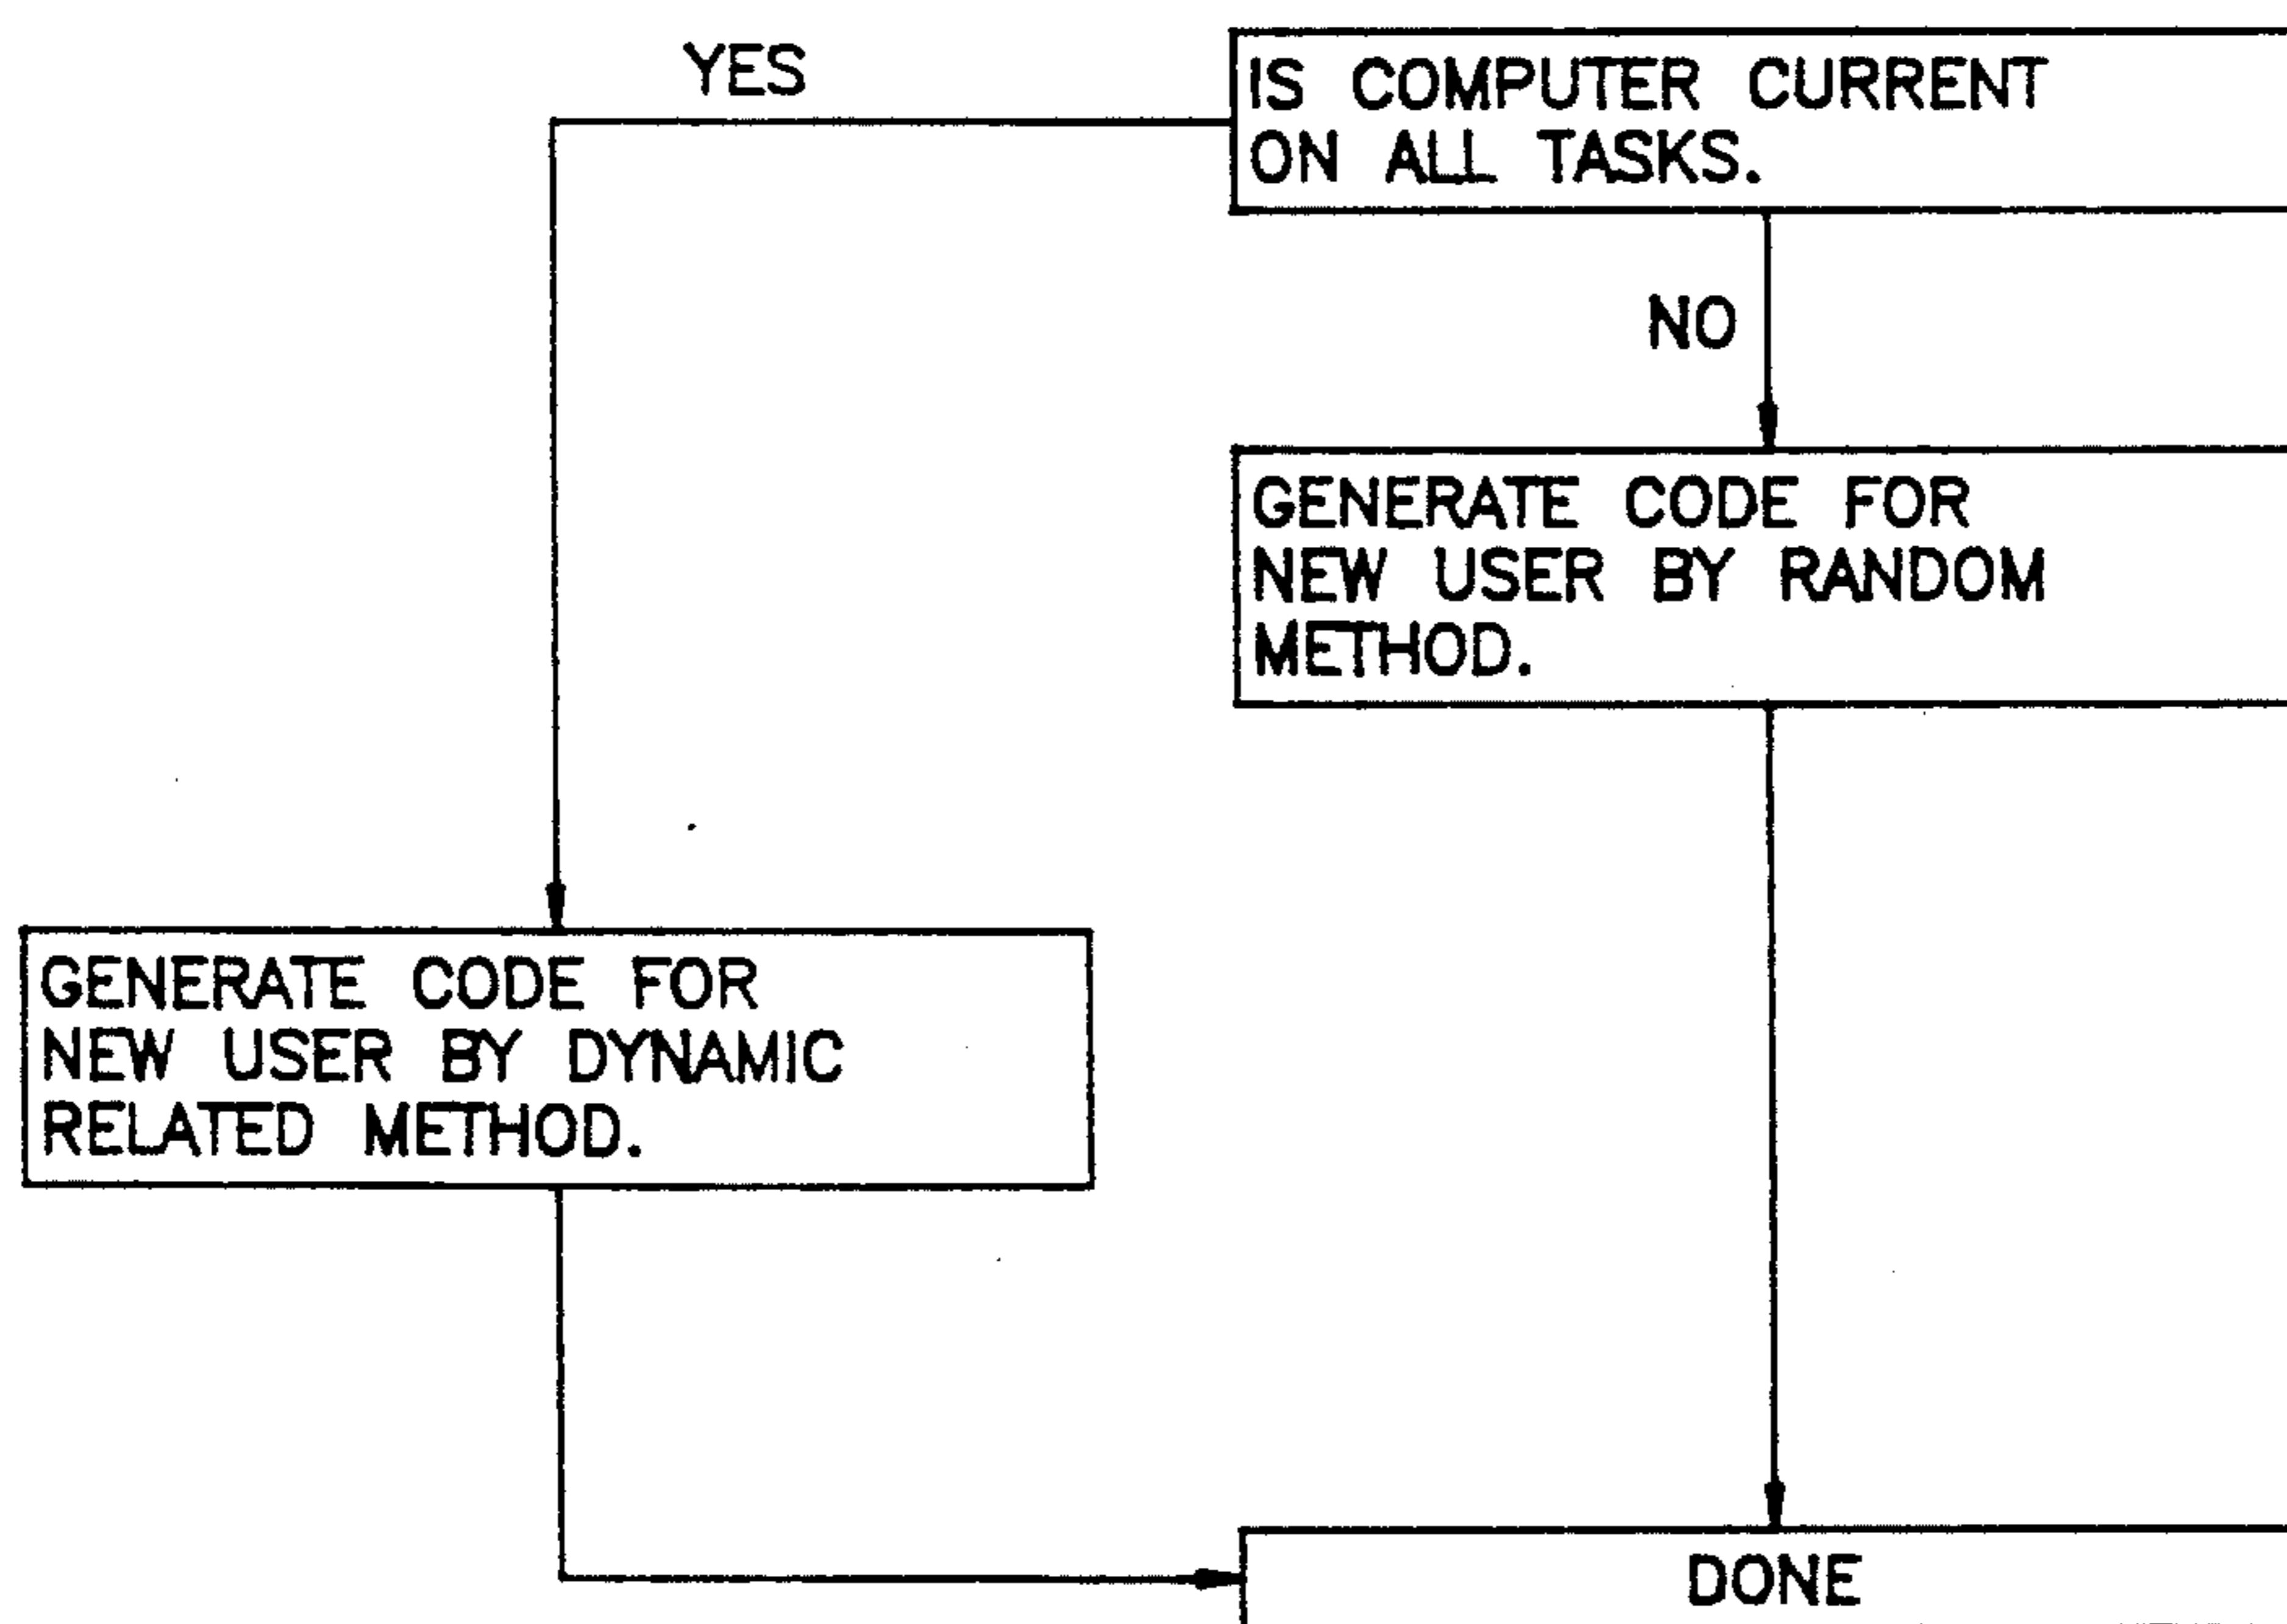 YES
IS COMPUTER CURRENT
ON ALL TASKS.
NO
GENERATE CODE FOR
NEW USER BY RANDOM
METHOD.
GENERATE CODE FOR
NEW USER BY DYNAMIC
RELATED METHOD.
DONE